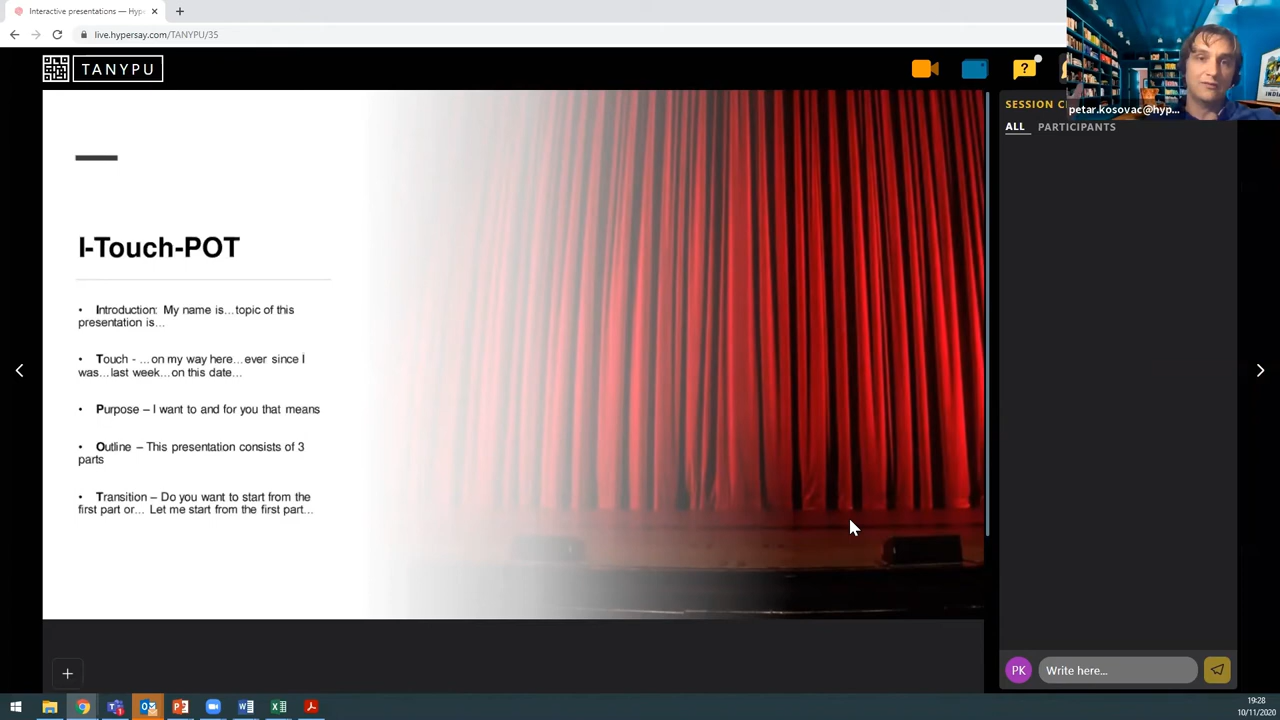 Interactive presentations — Hyp
live.hypersay.com/TANYPU/35
TANYPU
?
SESSION C
petar.kosovac@hyp...
ALL PARTICIPANTS
I-Touch-POT
• Introduction: My name is...topic of this
presentation is...
• Touch - ...on my way here...ever since I
was...last week...on this date...
• Purpose – I want to and for you that means
• Outline – This presentation consists of 3
parts
• Transition – Do you want to start from the
first part or... Let me start from the first part...
PK
Write here...
19:28
10/11/2020